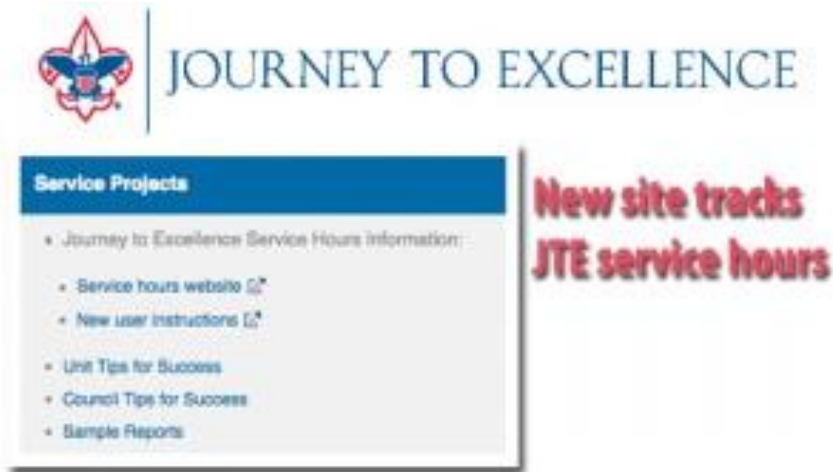 JOURNEY TO EXCELLENCE
Service Projects
Journey to Excellence Service Hours Information:
Service hours website
New user instructions
Unit Tips for Success
Council Tips for Success
Sample Reports
New site tracks
JTE service hours